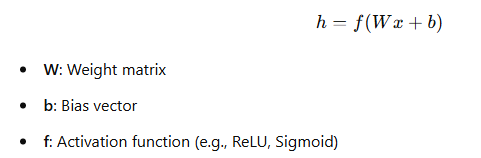 h = f(Wx + b)
• W: Weight matrix
• b: Bias vector
• f: Activation function (e.g., ReLU, Sigmoid)